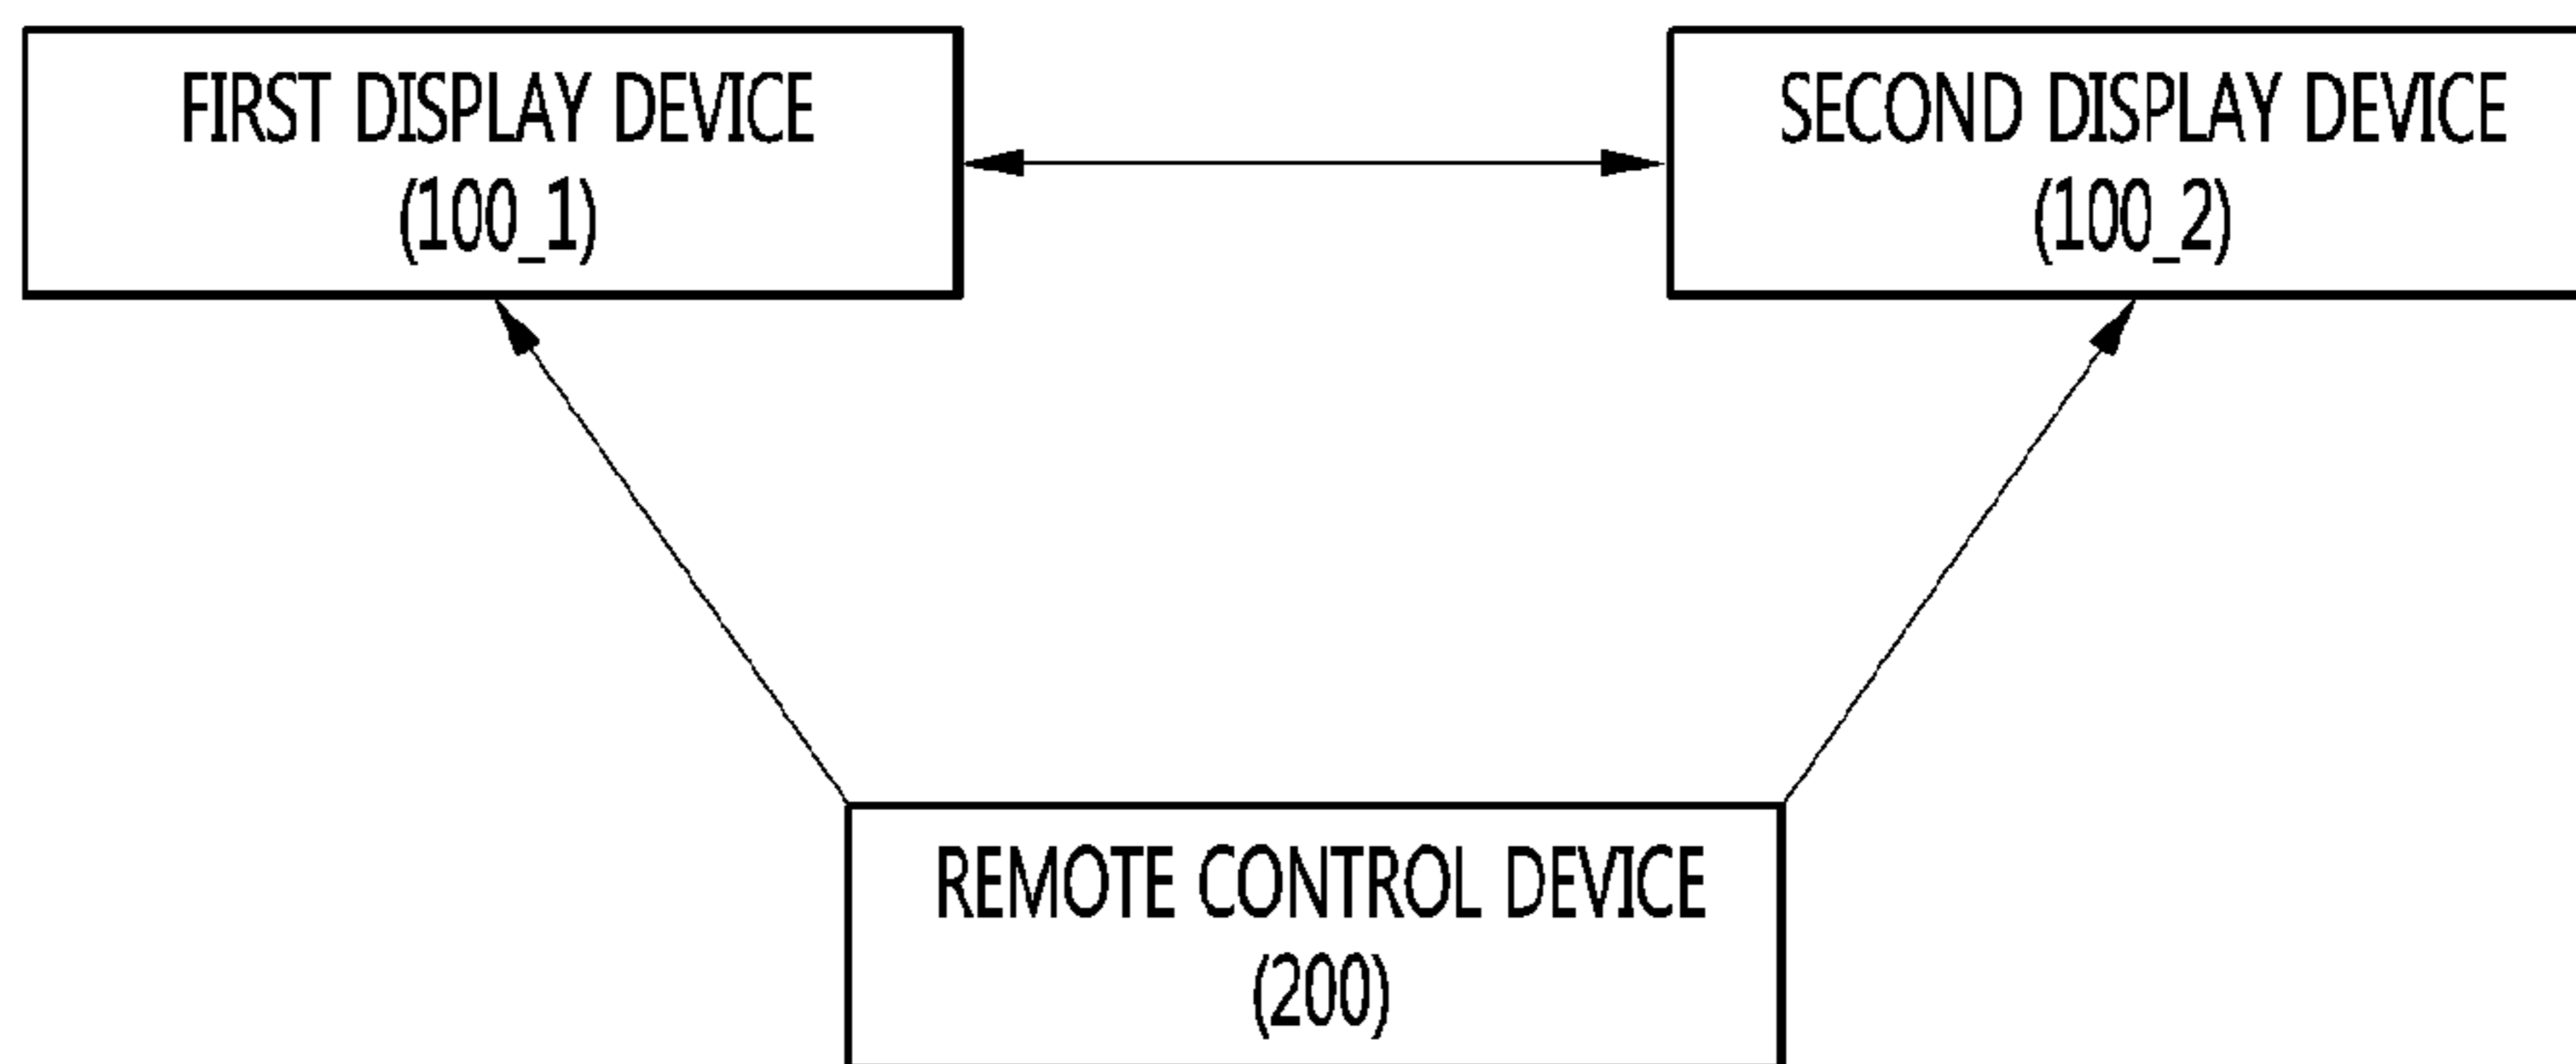 FIRST DISPLAY DEVICE
(100_1)
SECOND DISPLAY DEVICE
(100_2)
REMOTE CONTROL DEVICE
(200)